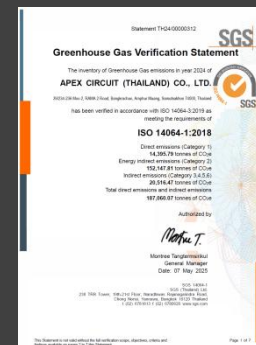 Statement TH24/00000312
SGS
Greenhouse Gas Verification Statement
The inventory of Greenhouse Gas emissions in year 2024 of
APEX CIRCUIT (THAILAND) CO., LTD.
has been verified in accordance with ISO 14064-3:2019 as
meeting the requirements of
ISO 14064-1:2018
Direct emissions (Category 1)
14,395.79 tonnes of CO₂e
Energy indirect emissions (Category 2)
152,147.81 tonnes of CO₂e
Indirect emissions (Category 3,4,5,6)
20,516.47 tonnes of CO₂e
Total direct emissions and indirect emissions
187,060.07 tonnes of CO₂e
Authorized by
Montree T.
Montree Tangtermsirikul
General Manager
Date: 07 May 2025
SGS (Thailand) Ltd.
Page 1 of 7